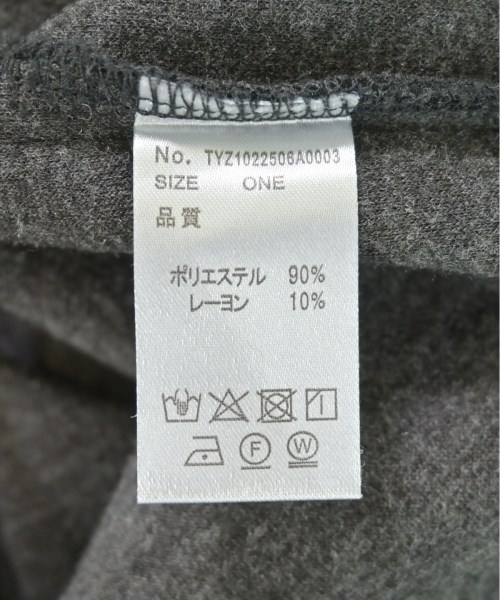 No. TYZ1022506A0003
SIZE ONE
品質
ポリエステル 90%
レーヨン 10%
F W